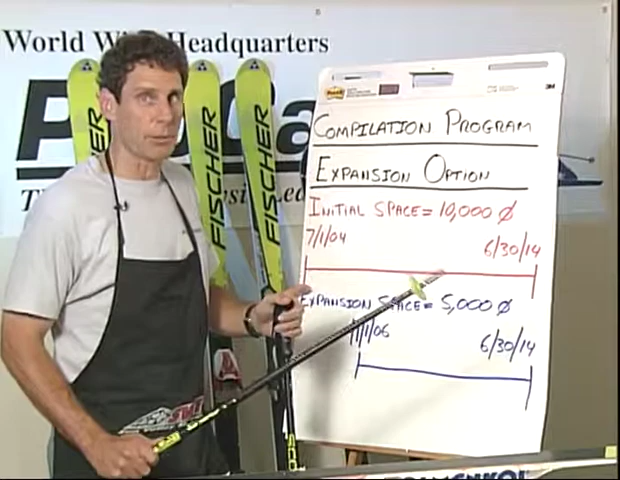 World Wi Headquarters
FISCHER
FISCHER
FISCHER
Post-it
3M
COMPILATION PROGRAM
EXPANSION OPTION
INITIAL SPACE = 10,000 Ø
7/1/04
6/30/14
EXPANSION SPACE = 5,000 Ø
1/1/06
6/30/14